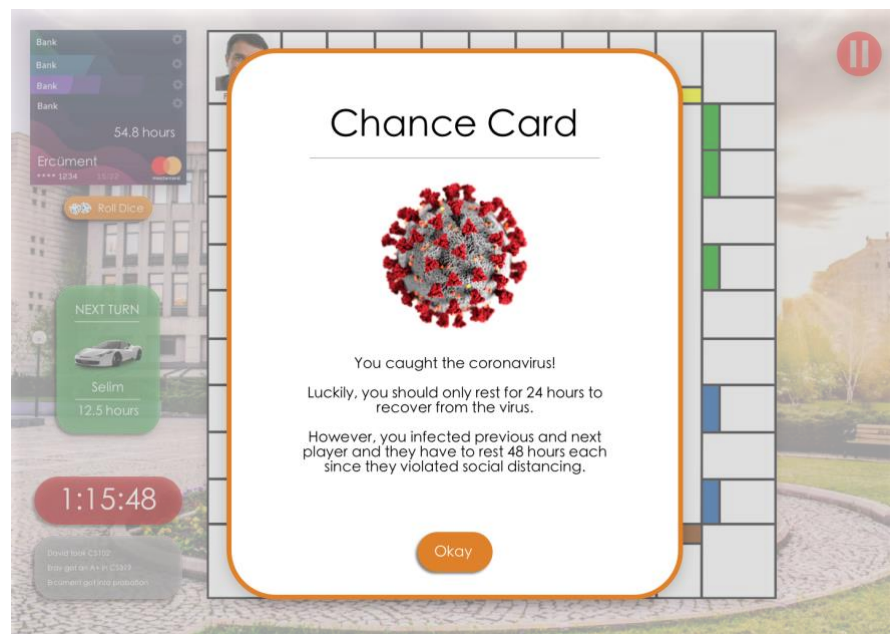 Bank
Bank
Bank
Bank
54.8 hours
Ercüment
**** 1234
Roll Dice
NEXT TURN
Selim
12.5 hours
1:15:48
Chance Card
You caught the coronavirus!
Luckily, you should only rest for 24 hours to
recover from the virus.
However, you infected previous and next
player and they have to rest 48 hours each
since they violated social distancing.
Okay